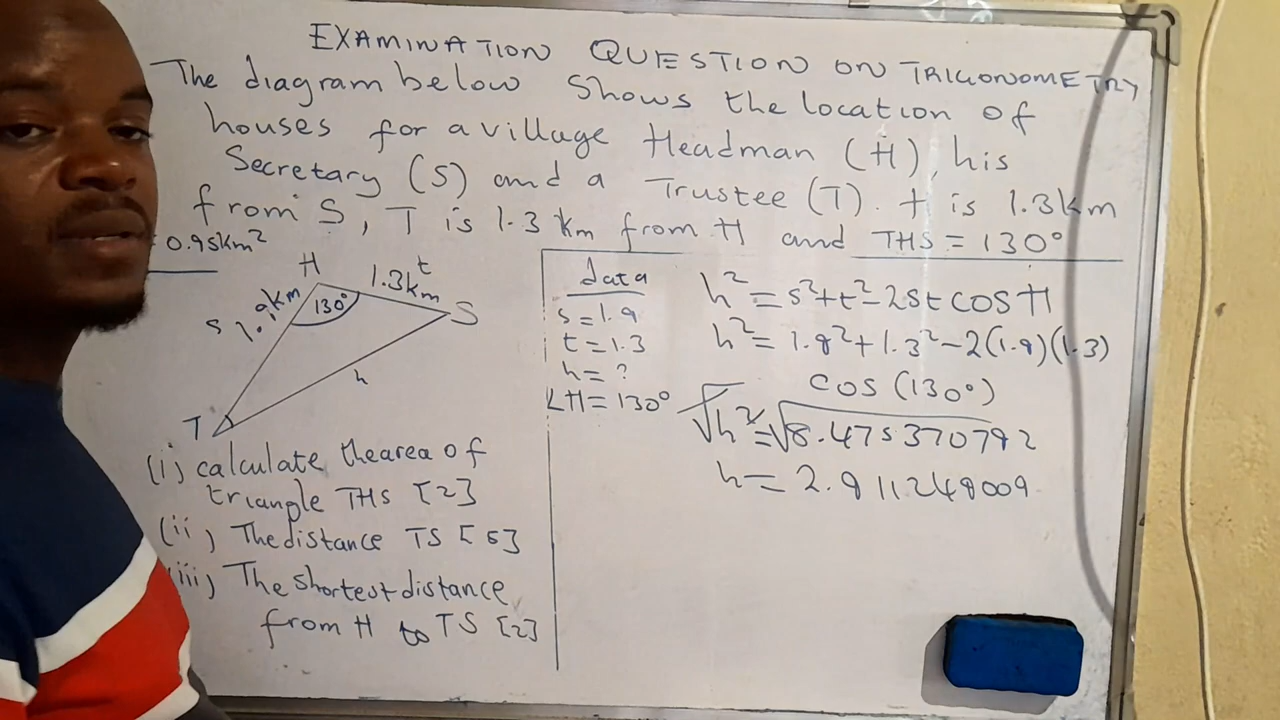 EXAMINATION QUESTION ON TRIGONOMETRY
The diagram below shows the location of
houses for a village Headman (H), his
Secretary (S) and a Trustee (T). t is 1.3km
from S, T is 1.3 km from H and THS = 130°
0.95km²
H
1.3km t
s 1.9km
130°
S
h
T
(i) calculate the area of
triangle THS [2]
(ii) The distance TS [5]
(iii) The shortest distance
from H to TS [2]
data
s = 1.9
t = 1.3
h = ?
∠H = 130°
h² = s² + t² - 2st cos H
h² = 1.9² + 1.3² - 2(1.9)(1.3)
cos (130°)
√h² = √8.475370792
h = 2.911249009